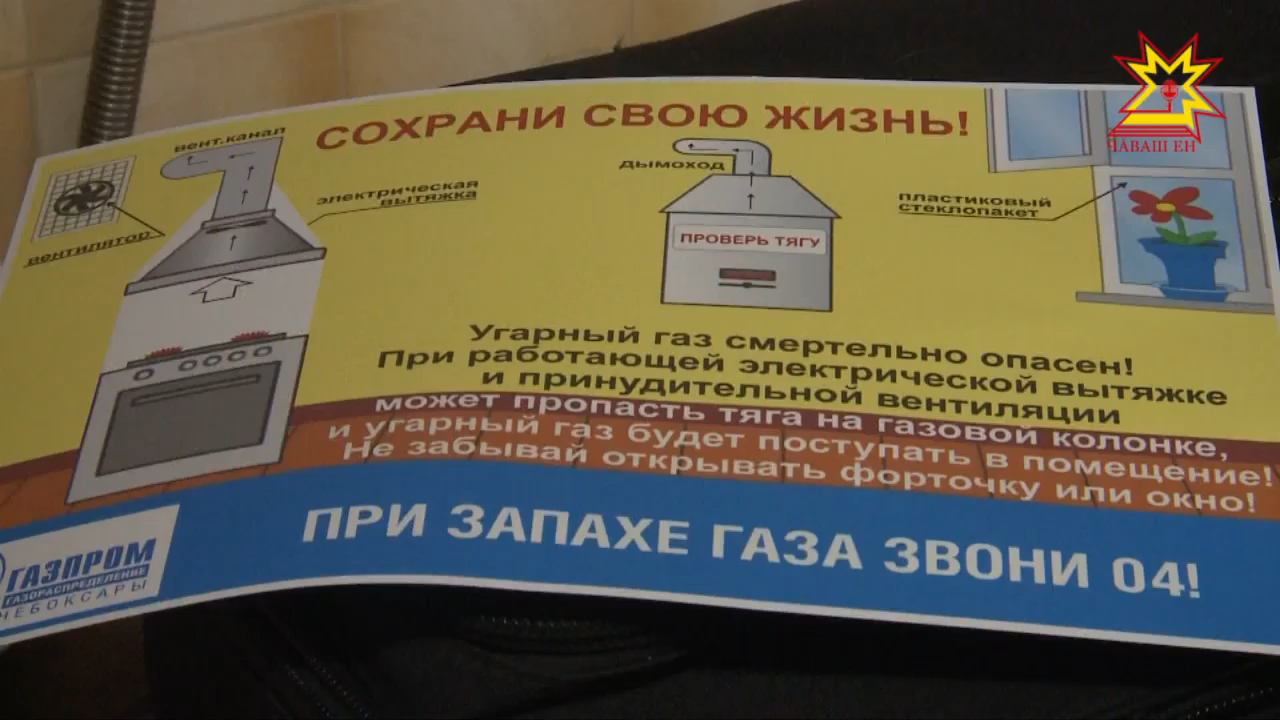 ЧӐВАШ ЕН
СОХРАНИ СВОЮ ЖИЗНЬ!
вент.канал
электрическая
вытяжка
вентилятор
дымоход
ПРОВЕРЬ ТЯГУ
пластиковый
стеклопакет
Угарный газ смертельно опасен!
При работающей электрической вытяжке
и принудительной вентиляции
может пропасть тяга на газовой колонке,
и угарный газ будет поступать в помещение!
Не забывай открывать форточку или окно!
ПРИ ЗАПАХЕ ГАЗА ЗВОНИ 04!
ГАЗПРОМ
ГАЗОРАСПРЕДЕЛЕНИЕ
ЧЕБОКСАРЫ